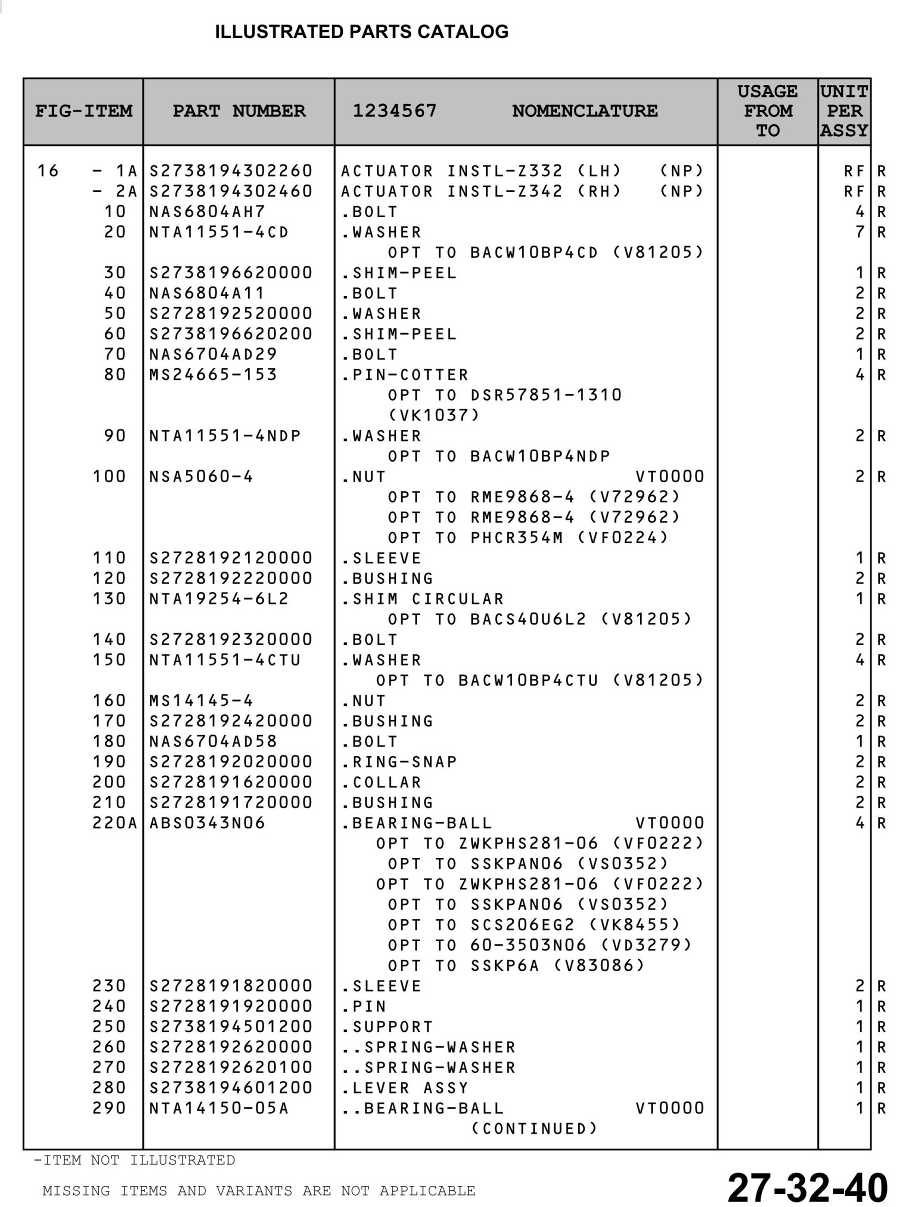 ILLUSTRATED PARTS CATALOG
FIG-ITEM PART NUMBER 1234567 NOMENCLATURE USAGE FROM TO UNIT PER ASSY
16 - 1A S2738194302260 ACTUATOR INSTL-Z332 (LH) (NP) RF R
- 2A S2738194302460 ACTUATOR INSTL-Z342 (RH) (NP) RF R
10 NAS6804AH7 .BOLT 4 R
20 NTA11551-4CD .WASHER 7 R
OPT TO BACW10BP4CD (V81205)
30 S2738196620000 .SHIM-PEEL 1 R
40 NAS6804A11 .BOLT 2 R
50 S2728192520000 .WASHER 2 R
60 S2738196620200 .SHIM-PEEL 2 R
70 NAS6704AD29 .BOLT 1 R
80 MS24665-153 .PIN-COTTER 4 R
OPT TO DSR57851-1310
(VK1037)
90 NTA11551-4NDP .WASHER 2 R
OPT TO BACW10BP4NDP
100 NSA5060-4 .NUT VT0000 2 R
OPT TO RME9868-4 (V72962)
OPT TO RME9868-4 (V72962)
OPT TO PHCR354M (VF0224)
110 S2728192120000 .SLEEVE 1 R
120 S2728192220000 .BUSHING 2 R
130 NTA19254-6L2 .SHIM CIRCULAR 1 R
OPT TO BACS40U6L2 (V81205)
140 S2728192320000 .BOLT 2 R
150 NTA11551-4CTU .WASHER 4 R
OPT TO BACW10BP4CTU (V81205)
160 MS14145-4 .NUT 2 R
170 S2728192420000 .BUSHING 2 R
180 NAS6704AD58 .BOLT 1 R
190 S2728192020000 .RING-SNAP 2 R
200 S2728191620000 .COLLAR 2 R
210 S2728191720000 .BUSHING 2 R
220A ABS0343N06 .BEARING-BALL VT0000 4 R
OPT TO ZWKPHS281-06 (VF0222)
OPT TO SSKPAN06 (VS0352)
OPT TO ZWKPHS281-06 (VF0222)
OPT TO SSKPAN06 (VS0352)
OPT TO SCS206EG2 (VK8455)
OPT TO 60-3503N06 (VD3279)
OPT TO SSKP6A (V83086)
230 S2728191820000 .SLEEVE 2 R
240 S2728191920000 .PIN 1 R
250 S2738194501200 .SUPPORT 1 R
260 S2728192620000 ..SPRING-WASHER 1 R
270 S2728192620100 ..SPRING-WASHER 1 R
280 S2738194601200 .LEVER ASSY 1 R
290 NTA14150-05A ..BEARING-BALL VT0000 1 R
(CONTINUED)
-ITEM NOT ILLUSTRATED
MISSING ITEMS AND VARIANTS ARE NOT APPLICABLE
27-32-40